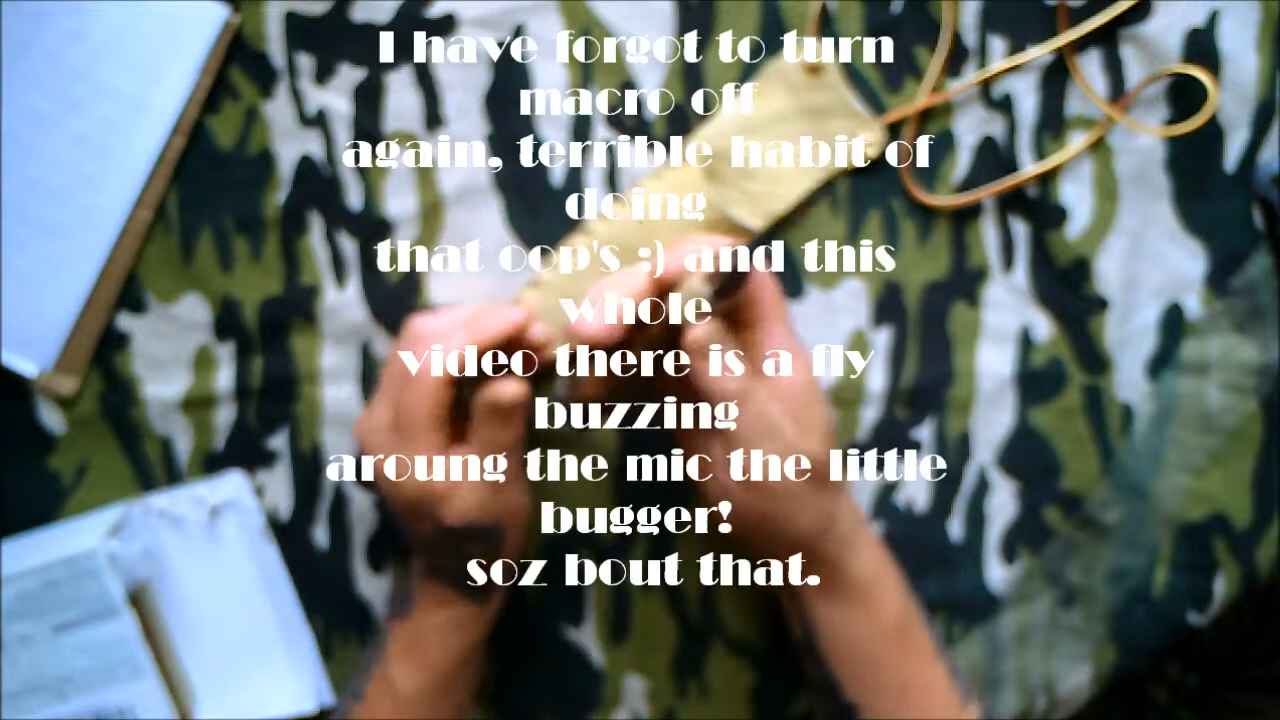 I have forgot to turn
macro off
again, terrible habit of
doing
that oop's ;) and this
whole
video there is a fly
buzzing
aroung the mic the little
bugger!
soz bout that.